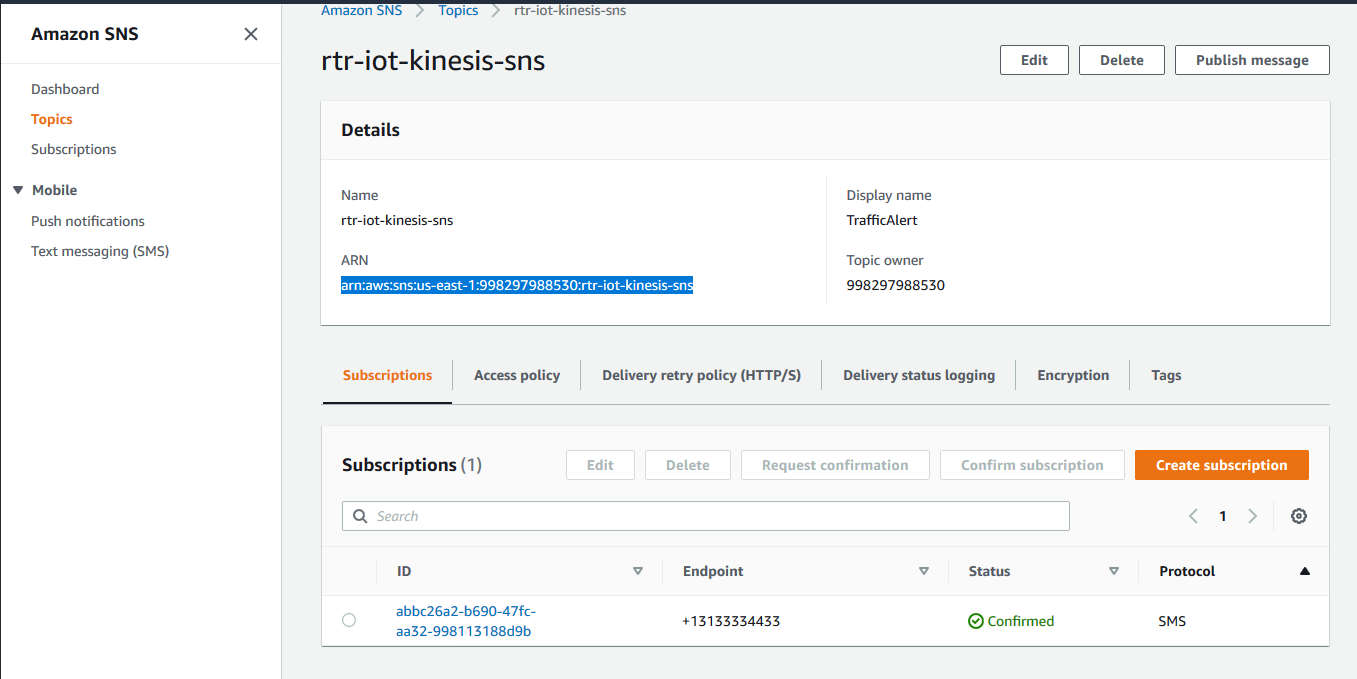 Amazon SNS
Dashboard
Topics
Subscriptions
Mobile
Push notifications
Text messaging (SMS)
Amazon SNS Topics rtr-iot-kinesis-sns
rtr-iot-kinesis-sns
Edit Delete Publish message
Details
Name
rtr-iot-kinesis-sns
ARN
arn:aws:sns:us-east-1:998297988530:rtr-iot-kinesis-sns
Display name
TrafficAlert
Topic owner
998297988530
Subscriptions Access policy Delivery retry policy (HTTP/S) Delivery status logging Encryption Tags
Subscriptions (1)
Edit Delete Request confirmation Confirm subscription Create subscription
Search
1
ID Endpoint Status Protocol
abbc26a2-b690-47fc-
aa32-998113188d9b
+13133334433 Confirmed SMS